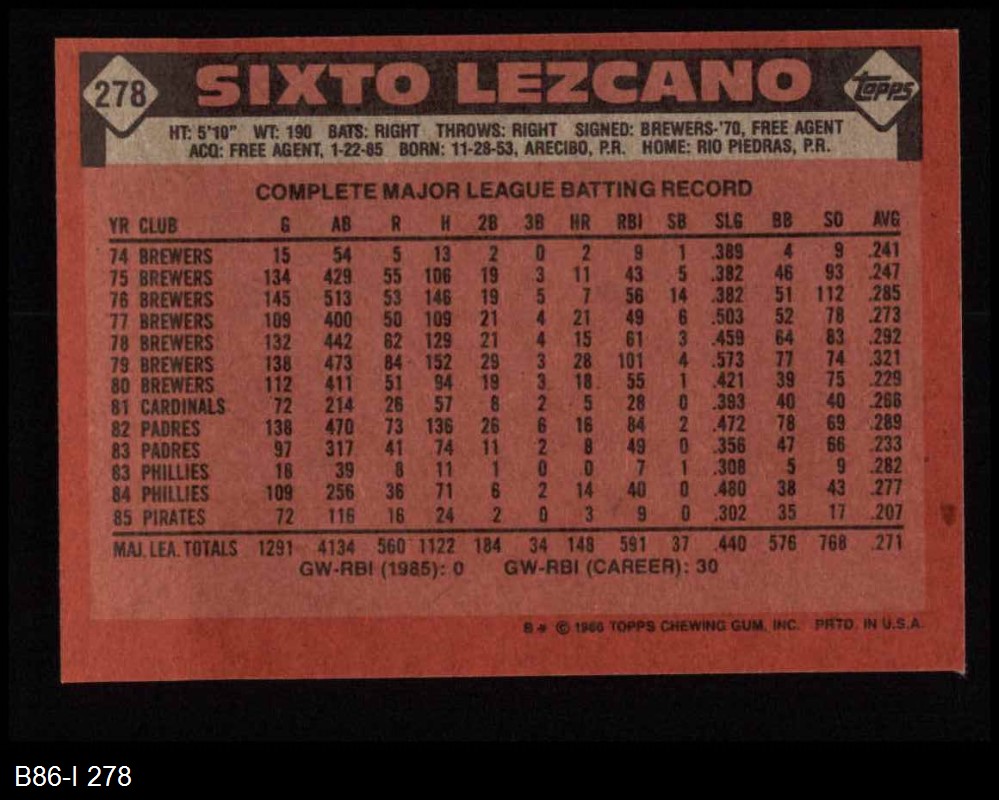 278 SIXTO LEZCANO Topps
HT: 5'10" WT: 190 BATS: RIGHT THROWS: RIGHT SIGNED: BREWERS-'70, FREE AGENT
ACQ: FREE AGENT, 1-22-85 BORN: 11-28-53, ARECIBO, P.R. HOME: RIO PIEDRAS, P.R.
COMPLETE MAJOR LEAGUE BATTING RECORD
YR CLUB G AB R H 2B 3B HR RBI SB SLG BB SO AVG
74 BREWERS 15 54 5 13 2 0 2 9 1 .389 4 9 .241
75 BREWERS 134 429 55 106 19 3 11 43 5 .382 46 93 .247
76 BREWERS 145 513 53 146 19 5 7 56 14 .382 51 112 .285
77 BREWERS 109 400 50 109 21 4 21 49 6 .503 52 78 .273
78 BREWERS 132 442 62 129 21 4 15 61 3 .459 64 83 .292
79 BREWERS 138 473 84 152 29 3 28 101 4 .573 77 74 .321
80 BREWERS 112 411 51 94 19 3 18 55 1 .421 39 75 .229
81 CARDINALS 72 214 26 57 8 2 5 28 0 .393 40 40 .266
82 PADRES 138 470 73 136 26 6 16 84 2 .472 78 69 .289
83 PADRES 97 317 41 74 11 2 8 49 0 .356 47 66 .233
83 PHILLIES 18 39 8 11 1 0 0 7 1 .308 5 9 .282
84 PHILLIES 109 256 36 71 6 2 14 40 0 .480 38 43 .277
85 PIRATES 72 116 16 24 2 0 3 9 0 .302 35 17 .207
MAJ. LEA. TOTALS 1291 4134 560 1122 184 34 148 591 37 .440 576 768 .271
GW-RBI (1985): 0 GW-RBI (CAREER): 30
B* © 1986 TOPPS CHEWING GUM, INC. PRTD. IN U.S.A.
B86-I 278